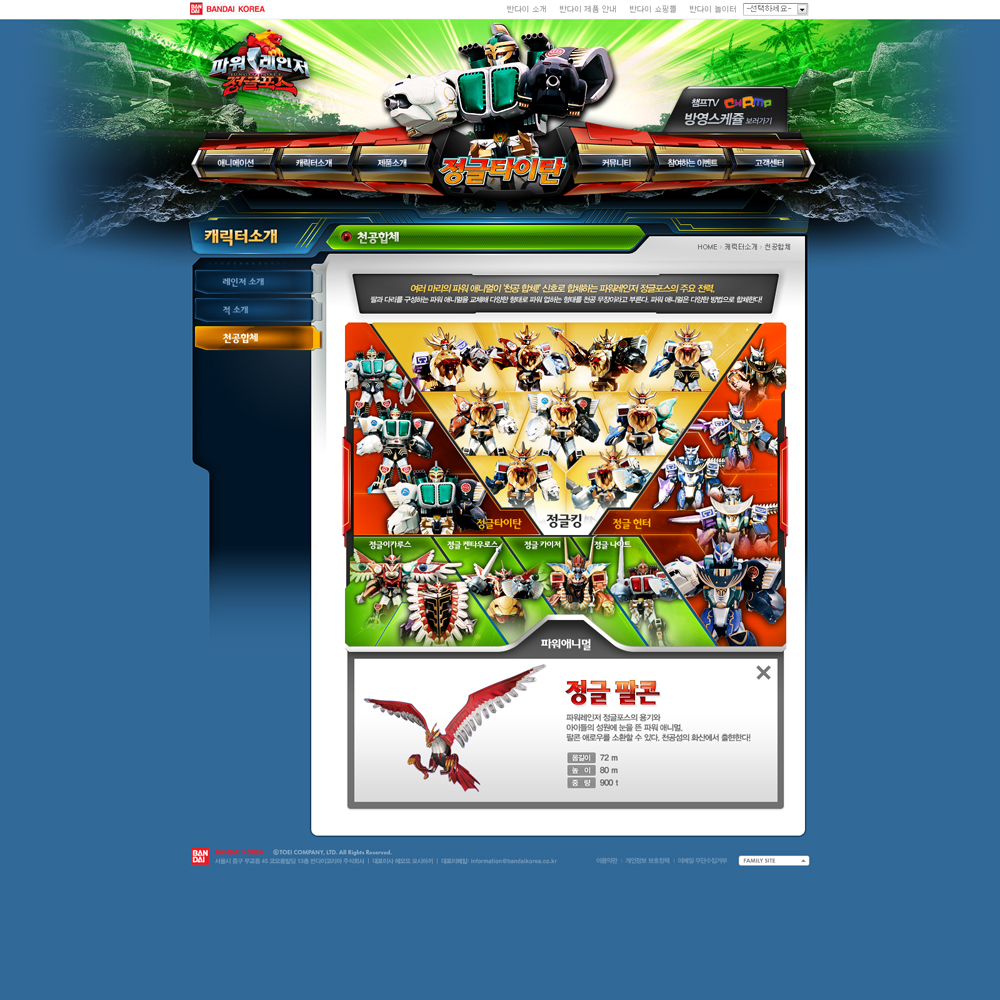 BAN DAI BANDAI KOREA
반다이 소개 반다이 제품 안내 반다이 쇼핑몰 반다이 놀이터 -선택하세요-
파워레인저
정글포스
챔프TV CHAMP
방영스케쥴 보러가기
애니메이션 캐릭터소개 제품소개 정글타이탄 커뮤니티 참여하는 이벤트 고객센터
캐릭터소개
천공합체
HOME > 캐릭터소개 > 천공합체
레인저 소개
적 소개
천공합체
여러 마리의 파워 애니멀이 '천공 합체' 신호로 합체하는 파워레인저 정글포스의 주요 전력.
팔과 다리를 구성하는 파워 애니멀을 교체해 다양한 형태로 파워 업하는 형태를 천공 무장이라고 부른다. 파워 애니멀은 다양한 방법으로 합체한다!
정글타이탄 정글킹 정글 헌터
정글이카루스 정글 켄타우로스 정글 카이저 정글 나이트
파워애니멀
정글 팔콘
파워레인저 정글포스의 용기와
아이들의 성원에 눈을 뜬 파워 애니멀.
팔콘 애로우를 소환할 수 있다. 천공섬의 화산에서 출현한다!
몸길이 72 m
높 이 80 m
중 량 900 t
BAN DAI BANDAI KOREA ©TOEI COMPANY, LTD. All Rights Reserved.
서울시 중구 무교동 45 코오롱빌딩 13층 반다이코리아 주식회사 | 대표이사 에모토 요시아키 | 대표이메일: information@bandaikorea.co.kr
이용약관 개인정보 보호정책 이메일 무단수집거부 FAMILY SITE